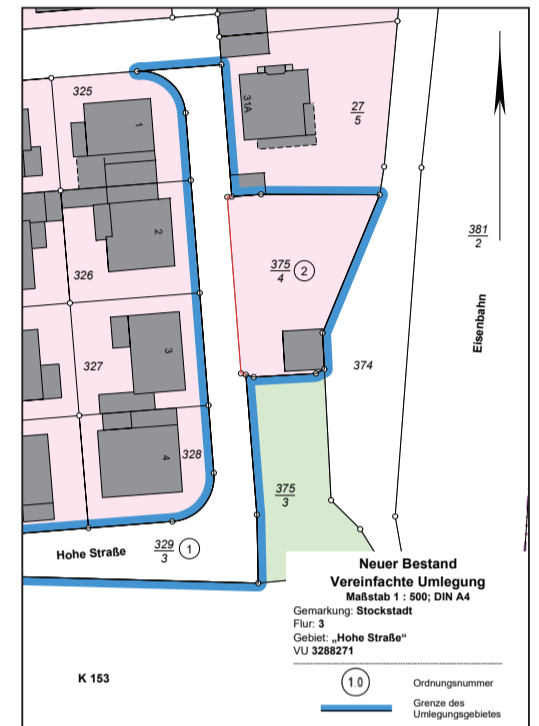 325
1
31A
27
5
2
381
2
375
4
2
326
Eisenbahn
3
327
374
4
328
375
3
Hohe Straße
329
3
1
Neuer Bestand
Vereinfachte Umlegung
Maßstab 1 : 500; DIN A4
Gemarkung: Stockstadt
Flur: 3
Gebiet: „Hohe Straße“
VU 3288271
K 153
1.0 Ordnungsnummer
Grenze des
Umlegungsgebietes